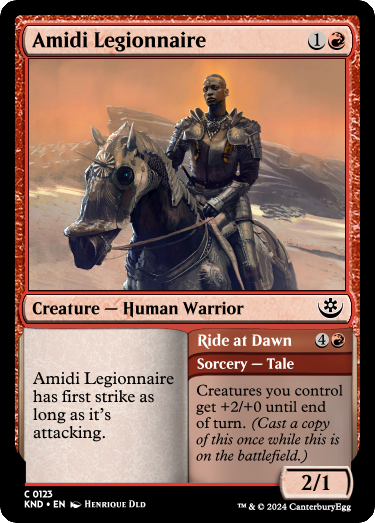 Amidi Legionnaire 1
Creature — Human Warrior
Amidi Legionnaire
has first strike as
long as it's
attacking.
Ride at Dawn 4
Sorcery — Tale
Creatures you control
get +2/+0 until end
of turn. (Cast a copy
of this once while this is
on the battlefield.)
2/1
C 0123
KND • EN Henrique Dld
™ & © 2024 CanterburyEgg